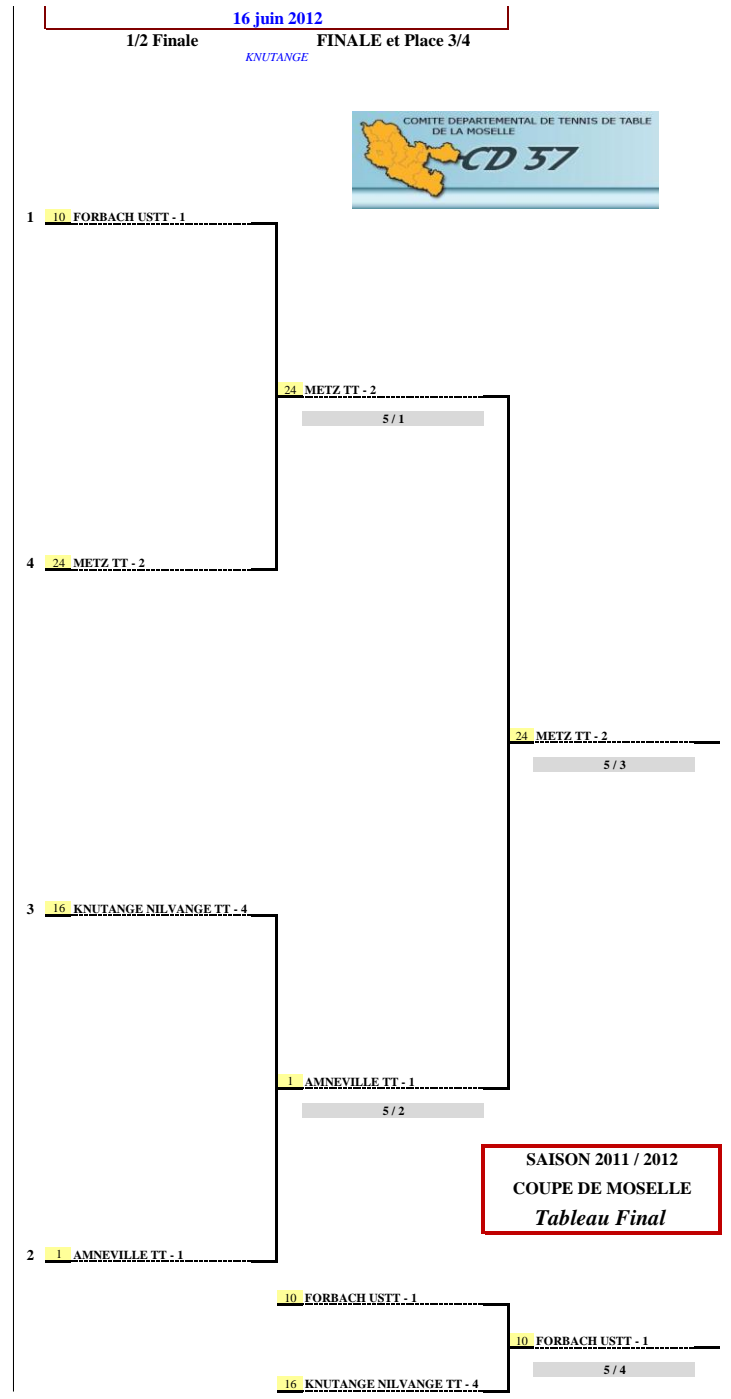 16 juin 2012
1/2 Finale FINALE et Place 3/4
KNUTANGE
COMITE DEPARTEMENTAL DE TENNIS DE TABLE
DE LA MOSELLE
CD 57
1 10 FORBACH USTT - 1
24 METZ TT - 2
5 / 1
4 24 METZ TT - 2
24 METZ TT - 2
5 / 3
3 16 KNUTANGE NILVANGE TT - 4
1 AMNEVILLE TT - 1
5 / 2
SAISON 2011 / 2012
COUPE DE MOSELLE
Tableau Final
2 1 AMNEVILLE TT - 1
10 FORBACH USTT - 1
10 FORBACH USTT - 1
5 / 4
16 KNUTANGE NILVANGE TT - 4